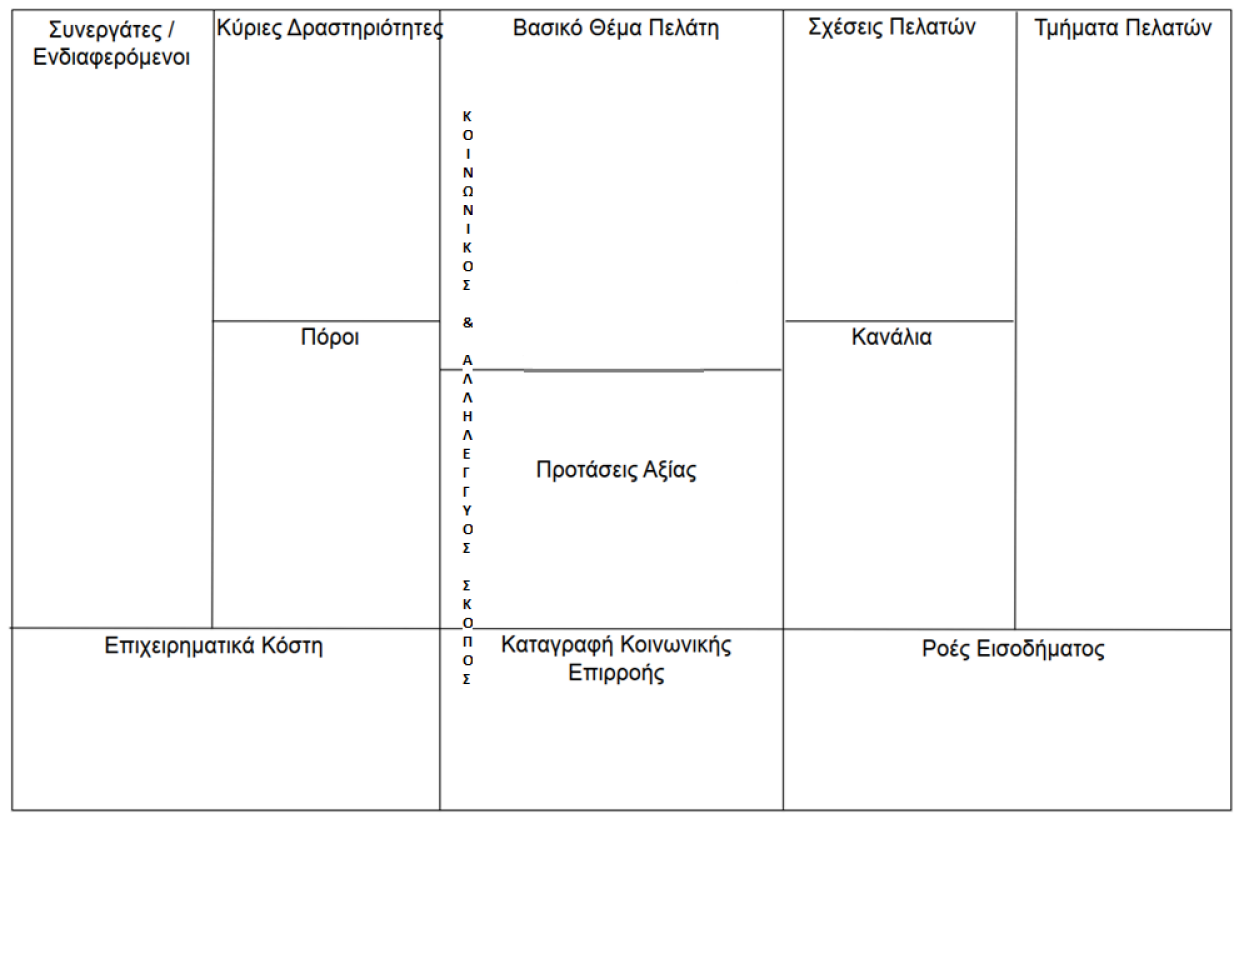 Συνεργάτες /
Ενδιαφερόμενοι
Κύριες Δραστηριότητες
Βασικό Θέμα Πελάτη
Σχέσεις Πελατών
Τμήματα Πελατών
ΚΟΙΝΩΝΙΚΟΣ & ΑΛΛΗΛΕΓΓΥΟΣ ΣΚΟΠΟΣ
Πόροι
Κανάλια
Προτάσεις Αξίας
Επιχειρηματικά Κόστη
Καταγραφή Κοινωνικής
Επιρροής
Ροές Εισοδήματος